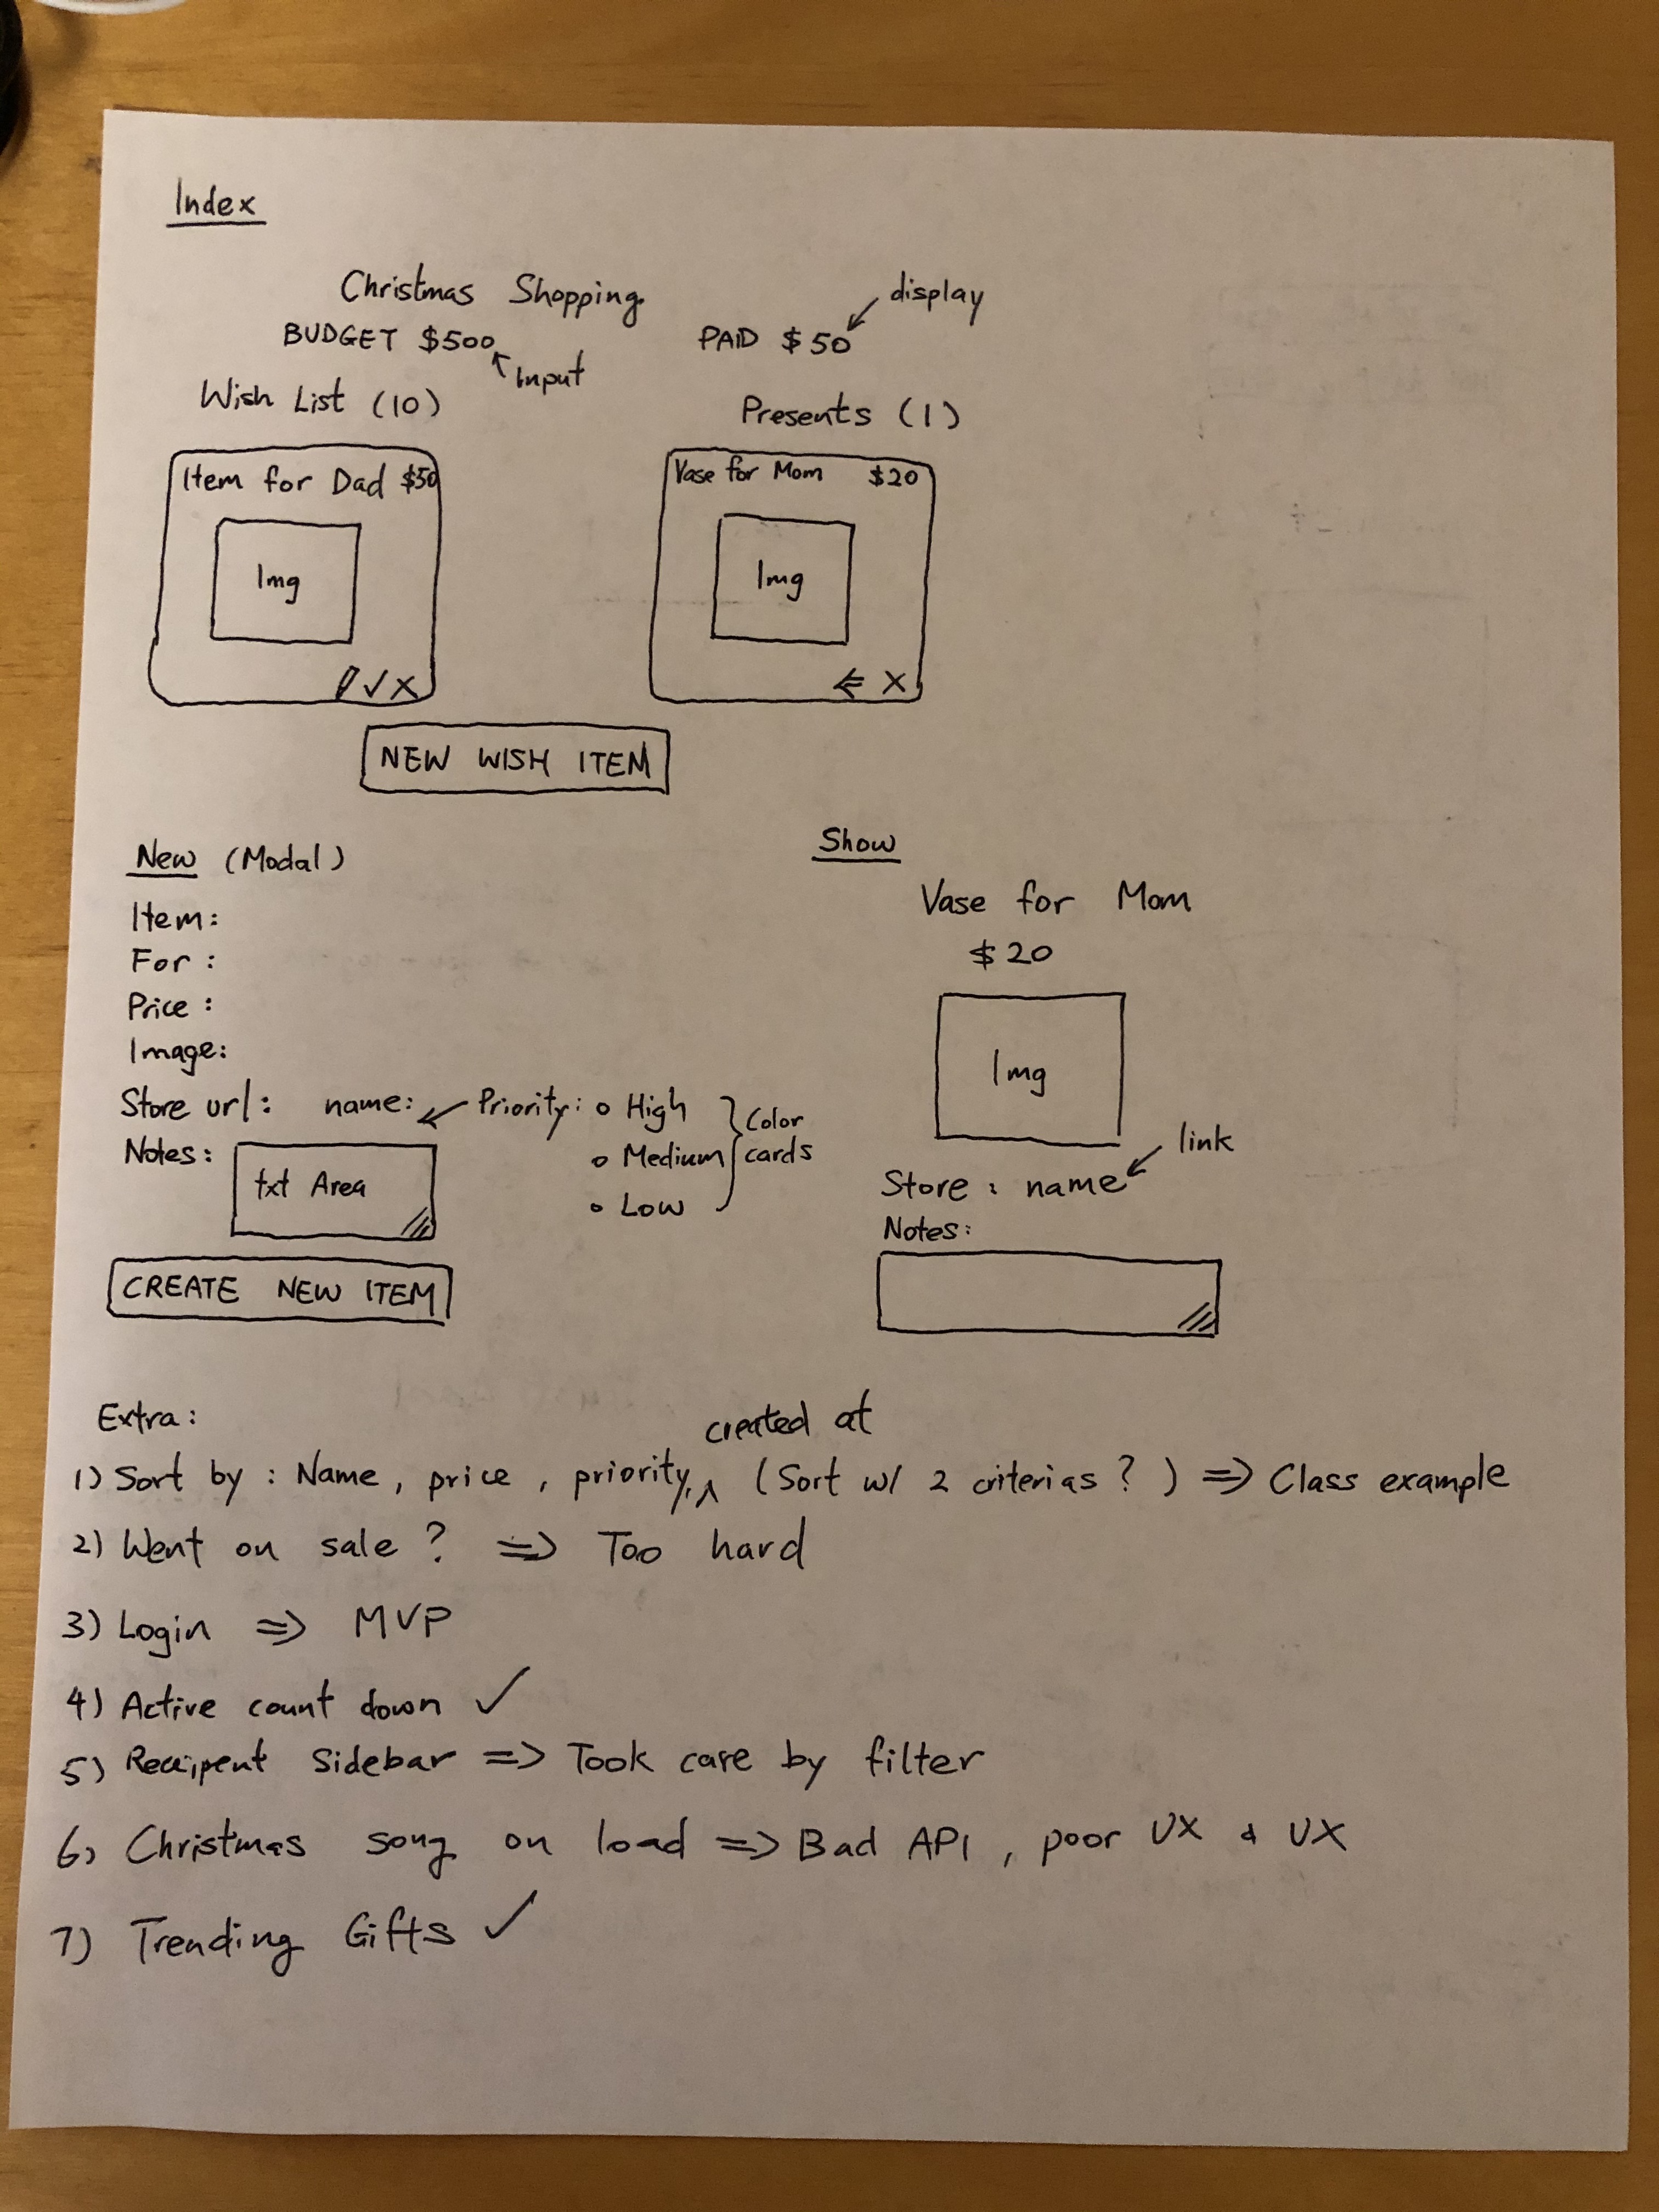 Index
Christmas Shopping
display
BUDGET $500
PAID $50
Input
Wish List (10)
Presents (1)
Item for Dad $50
Img
✓ X
Vase for Mom $20
Img
← X
NEW WISH ITEM
New (Modal)
Item:
For:
Price:
Image:
Store url: name:
Priority: o High
o Medium
o Low
Color
cards
Notes:
txt Area
CREATE NEW ITEM
Show
Vase for Mom
$20
Img
link
Store: name
Notes:
Extra:
created at
1) Sort by: Name, price, priority, ^ (Sort w/ 2 criterias?) => Class example
2) Went on sale? => Too hard
3) Login => MVP
4) Active count down ✓
5) Receipent Sidebar => Took care by filter
6) Christmas song on load => Bad API, poor UX & UX
7) Trending Gifts ✓